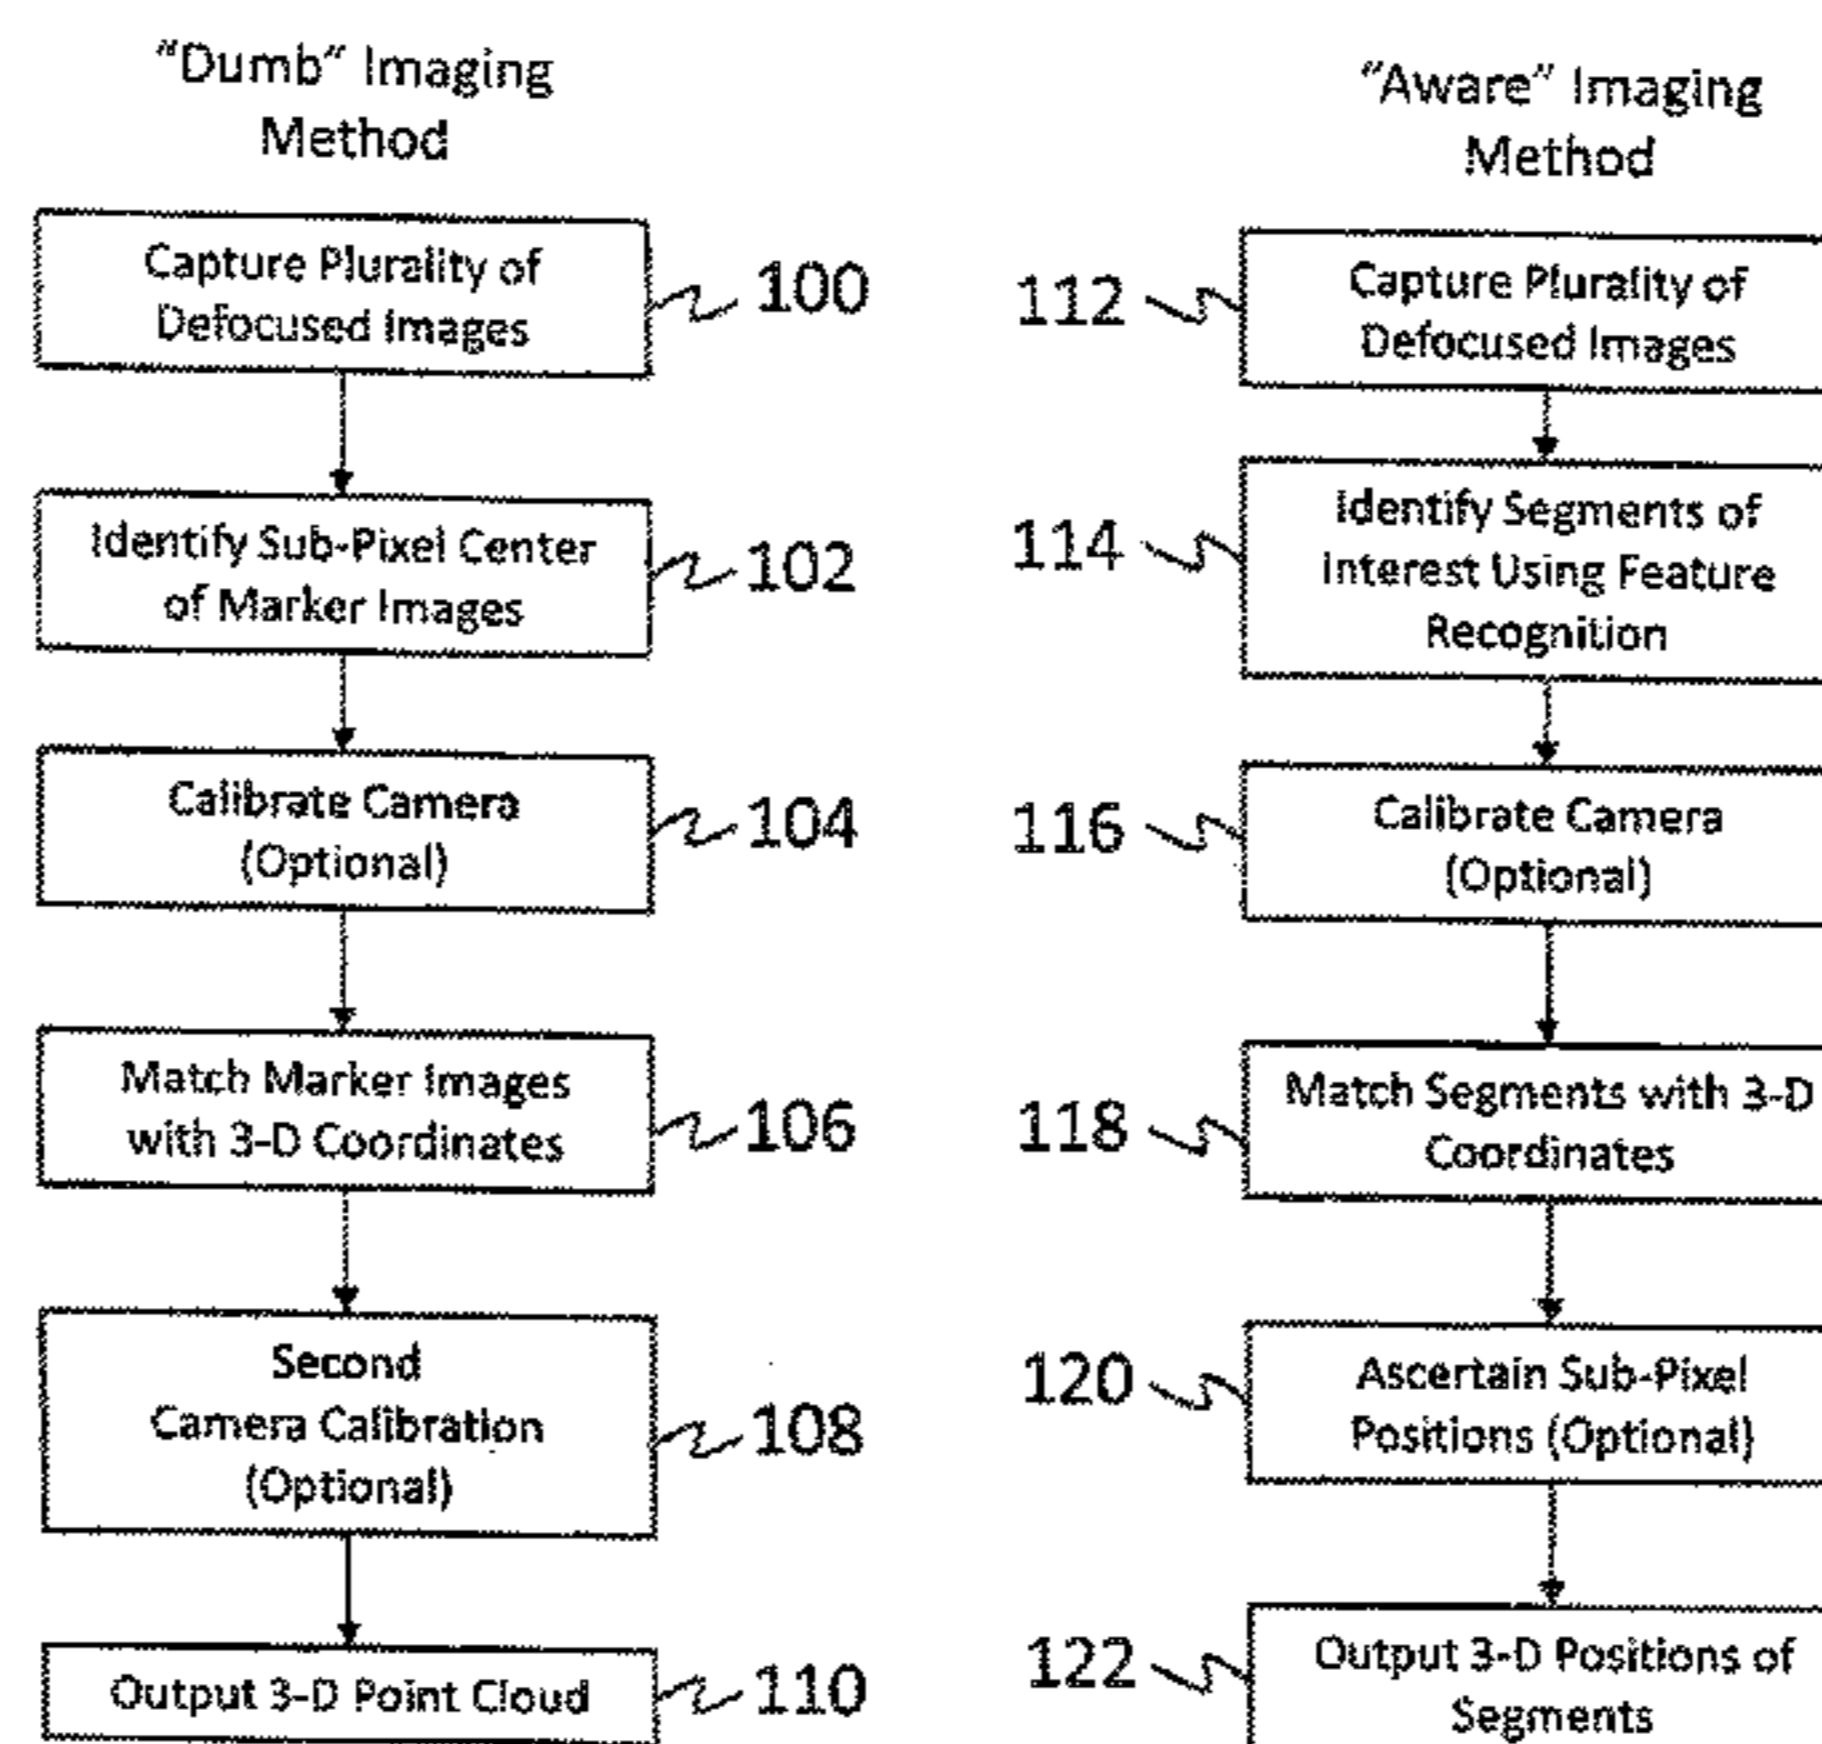 "Dumb" Imaging
Method
Capture Plurality of
Defocused Images
100
Identify Sub-Pixel Center
of Marker Images
102
Calibrate Camera
(Optional)
104
Match Marker Images
with 3-D Coordinates
106
Second
Camera Calibration
(Optional)
108
Output 3-D Point Cloud
110
"Aware" Imaging
Method
112
Capture Plurality of
Defocused Images
114
Identify Segments of
Interest Using Feature
Recognition
116
Calibrate Camera
(Optional)
118
Match Segments with 3-D
Coordinates
120
Ascertain Sub-Pixel
Positions (Optional)
122
Output 3-D Positions of
Segments